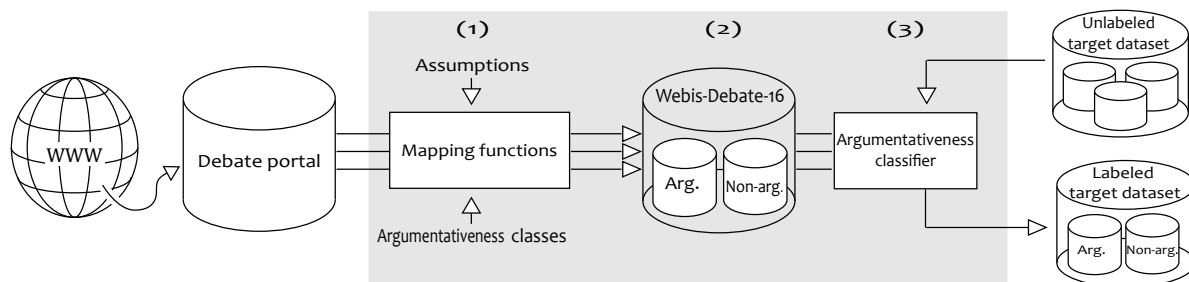 (1)
(2)
(3)
Unlabeled
target dataset
Assumptions
Webis-Debate-16
WWW
Debate portal
Mapping functions
Argumentativeness
classifier
Arg.
Non-arg.
Labeled
target dataset
Argumentativeness classes
Arg.
Non-arg.